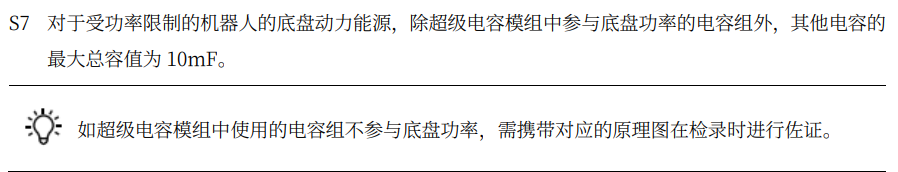 S7 对于受功率限制的机器人的底盘动力能源，除超级电容模组中参与底盘功率的电容组外，其他电容的
最大总容值为 10mF。
如超级电容模组中使用的电容组不参与底盘功率，需携带对应的原理图在检录时进行佐证。